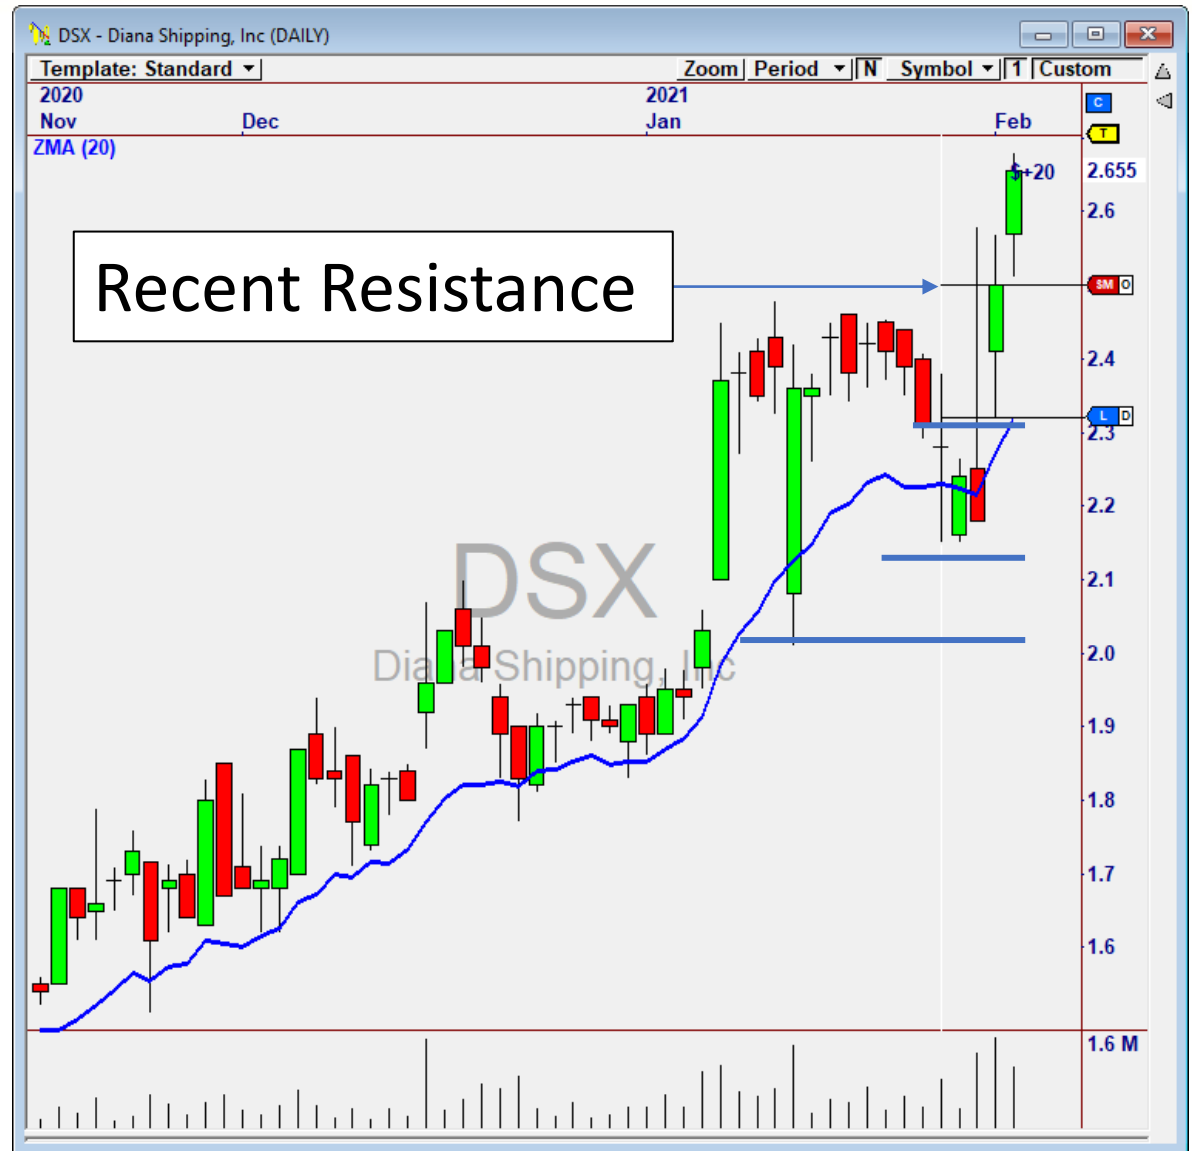 DSX - Diana Shipping, Inc (DAILY)
Template: Standard Zoom Period N Symbol 1 Custom
2020 2021
Nov Dec Jan Feb
C
T
ZMA (20)
$+20 2.655
2.6
Recent Resistance
SM O
2.4
L D
2.3
2.2
DSX
2.1
Diana Shipping, Inc
2.0
1.9
1.8
1.7
1.6
1.6 M